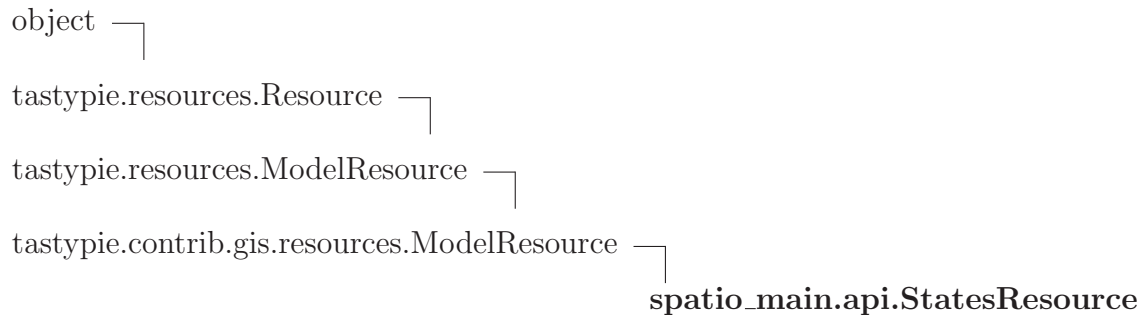 object
tastypie.resources.Resource
tastypie.resources.ModelResource
tastypie.contrib.gis.resources.ModelResource
spatio_main.api.StatesResource